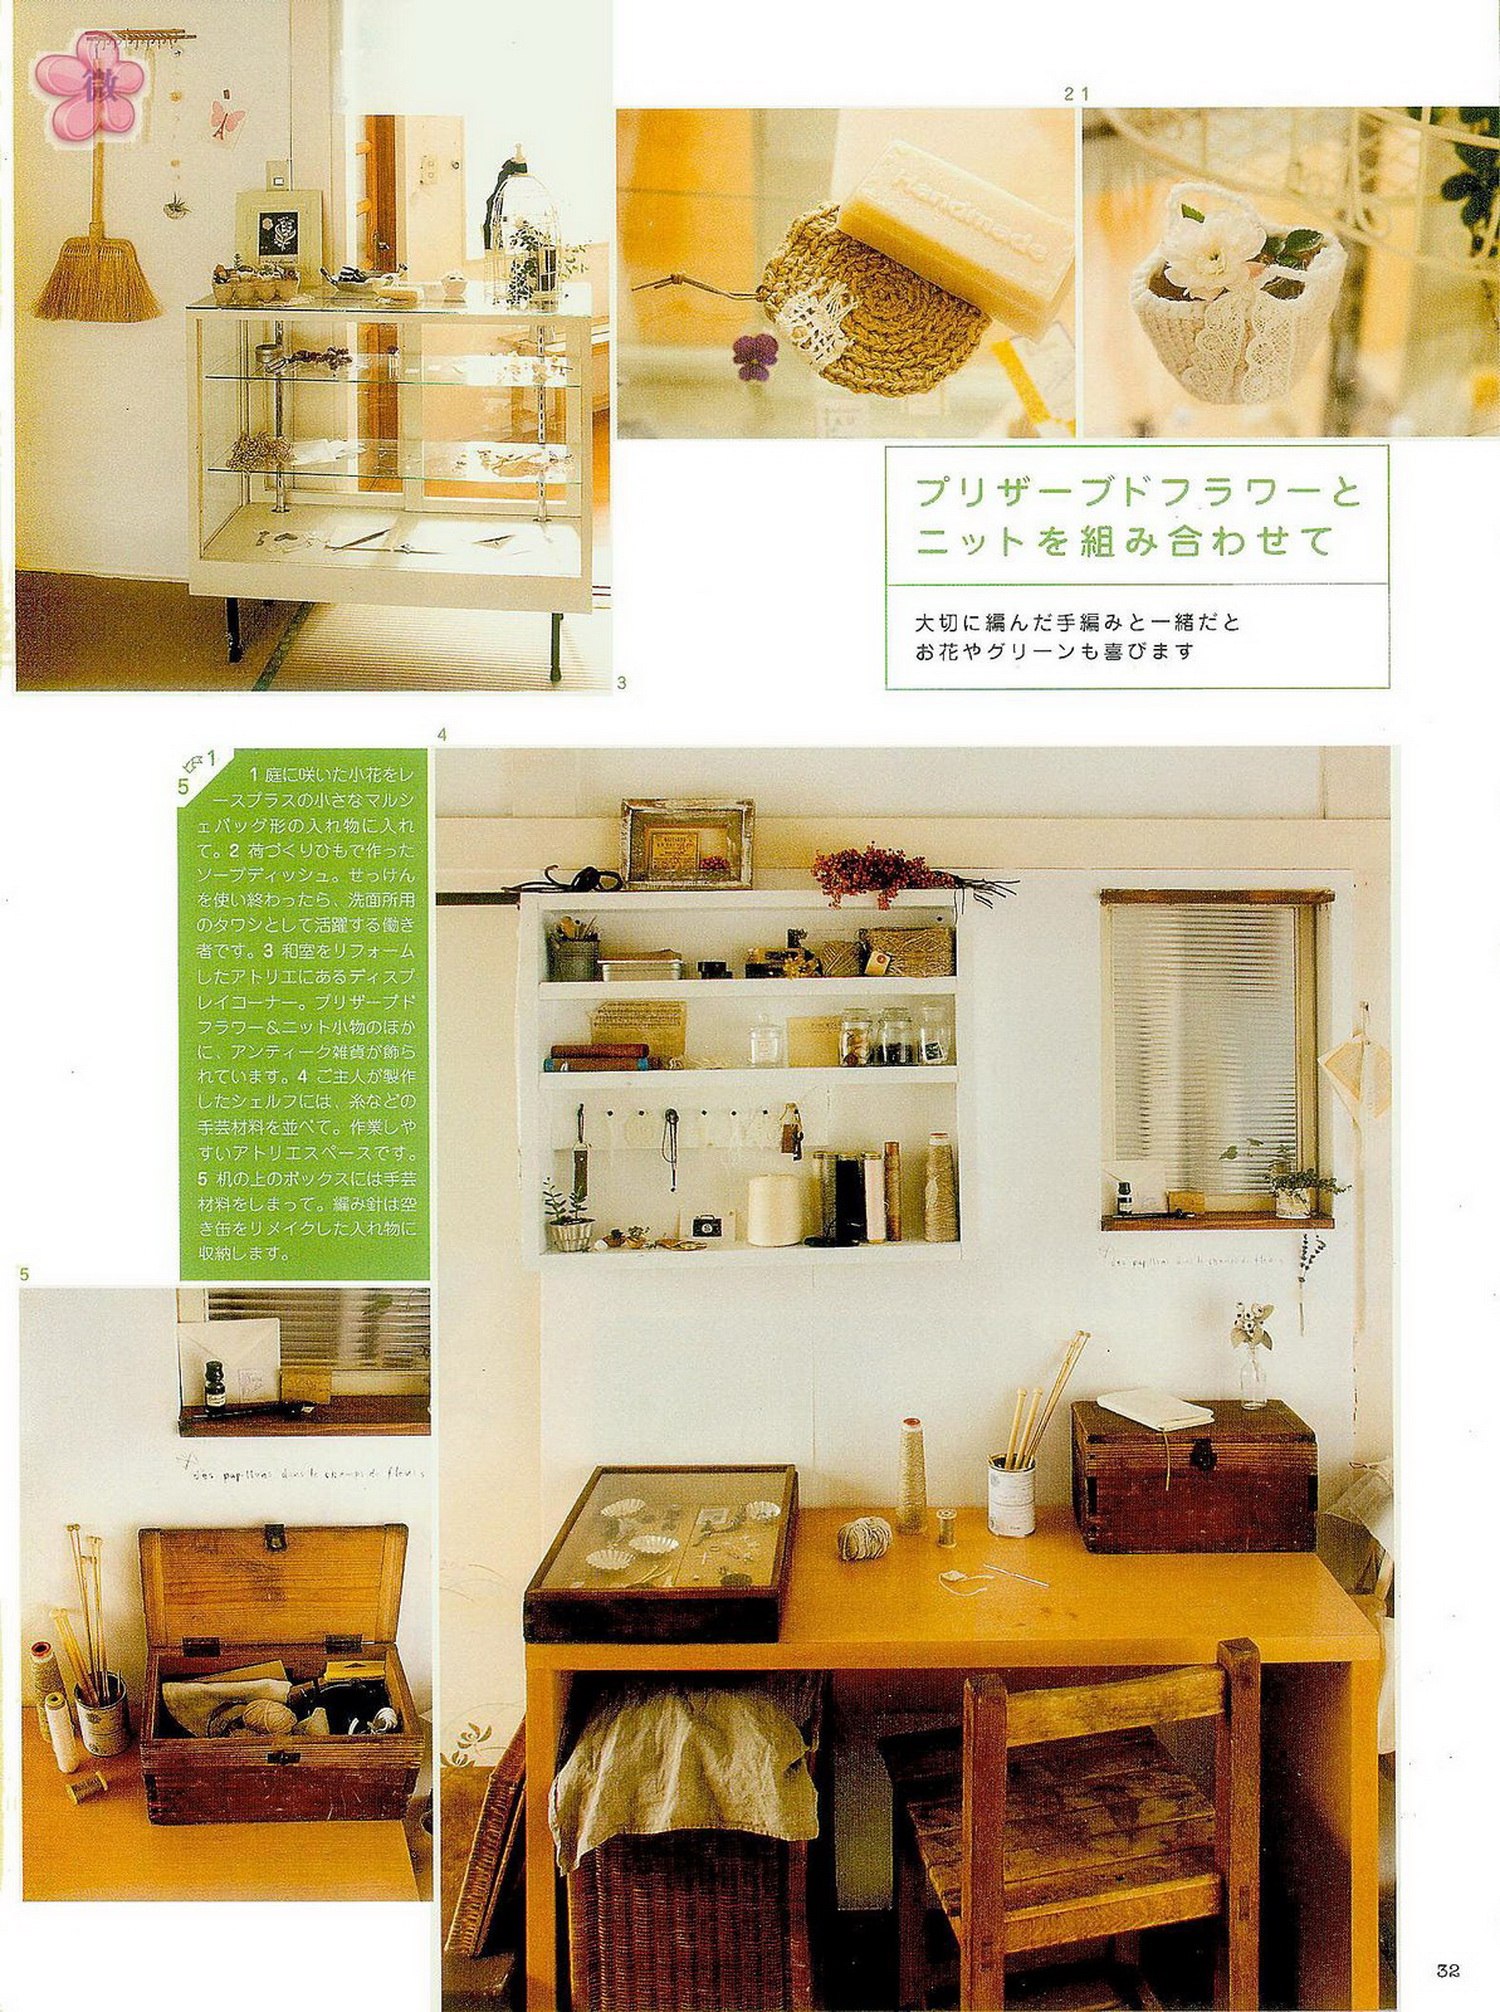 微
21
Handmade
プリザーブドフラワーと
ニットを組み合わせて
大切に編んだ手編みと一緒だと
お花やグリーンも喜びます
3
4
5 1
1 庭に咲いた小花をレ
ースプラスの小さなマルシ
ェバッグ形の入れ物に入れ
て。2 荷づくりひもで作った
ソープディッシュ。せっけん
を使い終わったら、洗面所用
のタワシとして活躍する働き
者です。3 和室をリフォーム
したアトリエにあるディスプ
レイコーナー。プリザーブド
フラワー&ニット小物のほか
に、アンティーク雑貨が飾ら
れています。4 ご主人が製作
したシェルフには、糸などの
手芸材料を並べて。作業しや
すいアトリエスペースです。
5 机の上のボックスには手芸
材料をしまって。編み針は空
き缶をリメイクした入れ物に
収納します。
5
des papillons dans le champs de fleurs
des papillons dans le champs de fleurs
32